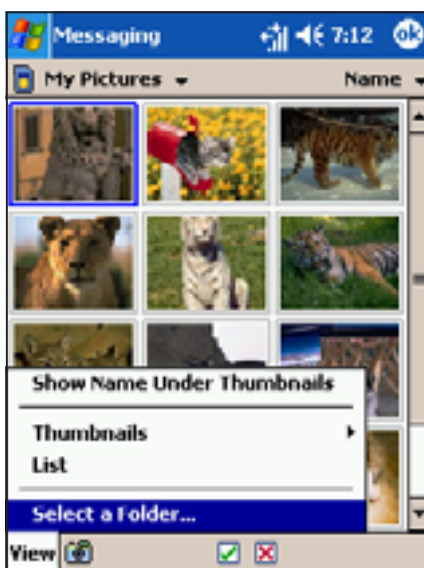 Messaging 7:12 ok
My Pictures Name
Show Name Under Thumbnails
Thumbnails
List
Select a Folder...
View